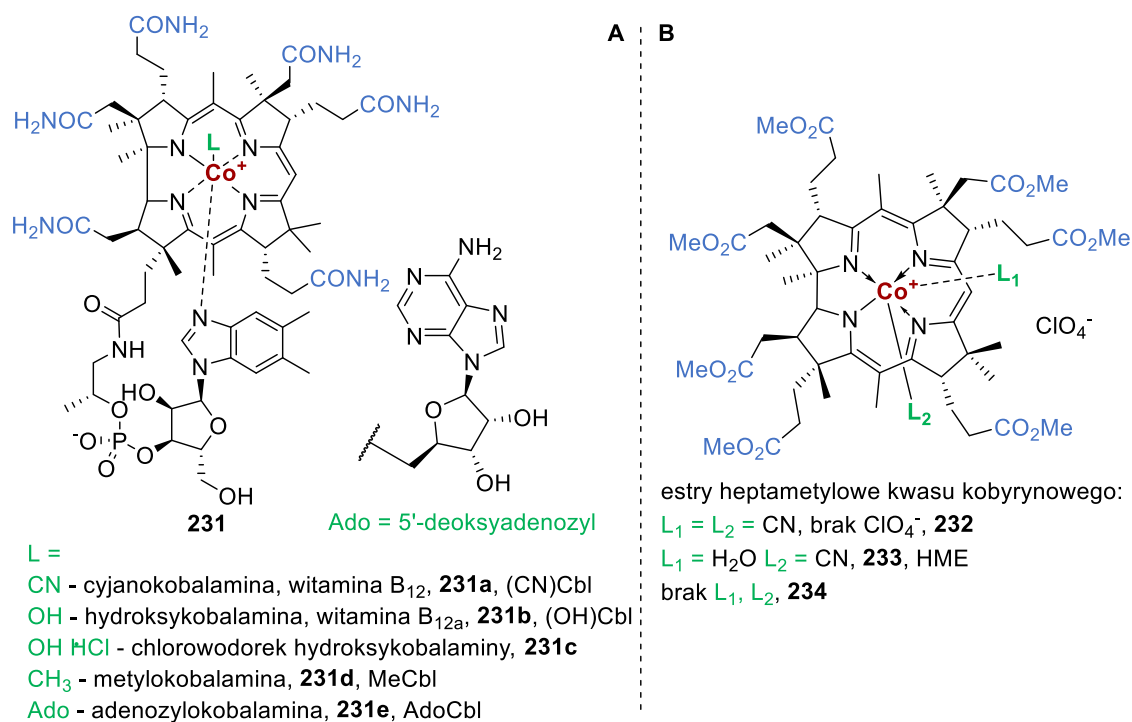 A
B
CONH₂
CONH₂
CONH₂
H₂NOC
H₂NOC
CONH₂
L
N
N
N
N
Co⁺
O
NH
O
P
⁻O
O
O
HO
N
N
O
OH
231
NH₂
N
N
N
N
N
O
OH
OH
Ado = 5'-deoksyadenozyl
L =
CN - cyjanokobalamina, witamina B₁₂, 231a, (CN)Cbl
OH - hydroksykobalamina, witamina B₁₂ₐ, 231b, (OH)Cbl
OH·HCl - chlorowodorek hydroksykobalaminy, 231c
CH₃ - metylokobalamina, 231d, MeCbl
Ado - adenozylokobalamina, 231e, AdoCbl
MeO₂C
CO₂Me
MeO₂C
CO₂Me
N
N
N
N
Co⁺
L₁
ClO₄⁻
MeO₂C
L₂
MeO₂C
CO₂Me
estry heptametylowe kwasu kobyrynowego:
L₁ = L₂ = CN, brak ClO₄⁻, 232
L₁ = H₂O L₂ = CN, 233, HME
brak L₁, L₂, 234